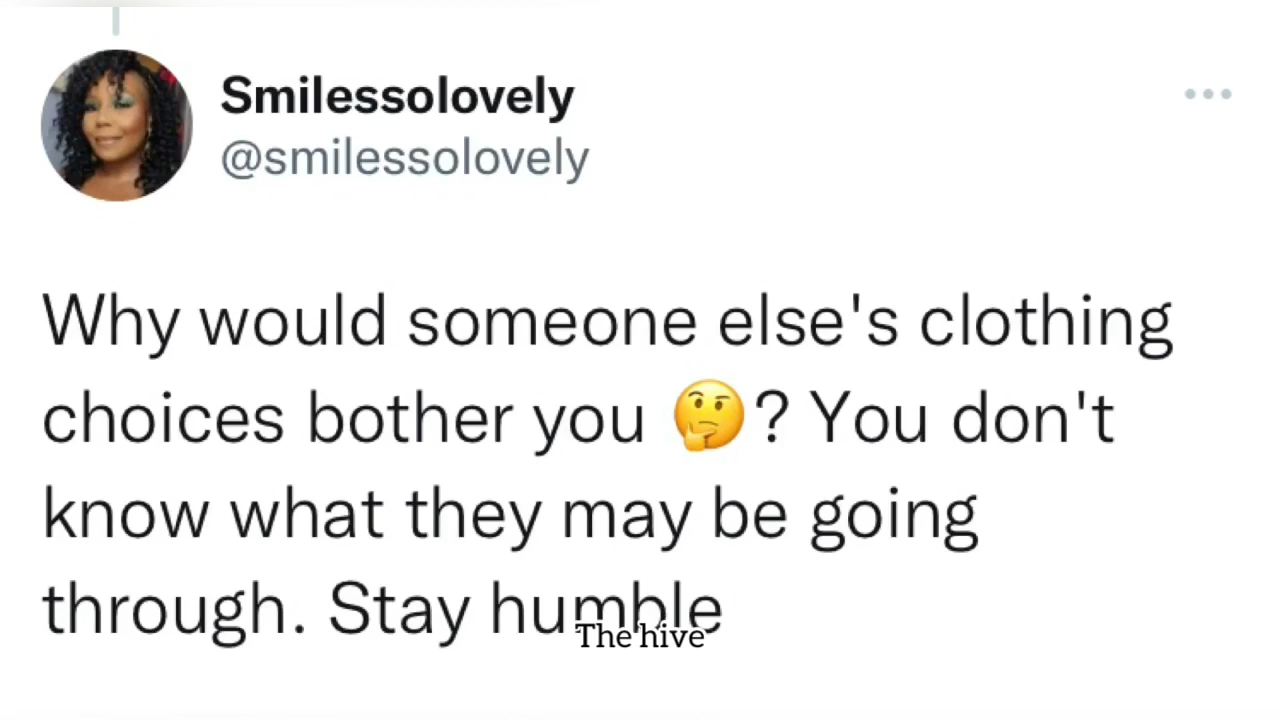 Smilessolovely
@smilessolovely
Why would someone else's clothing
choices bother you 🤔? You don't
know what they may be going
through. Stay humble
The hive